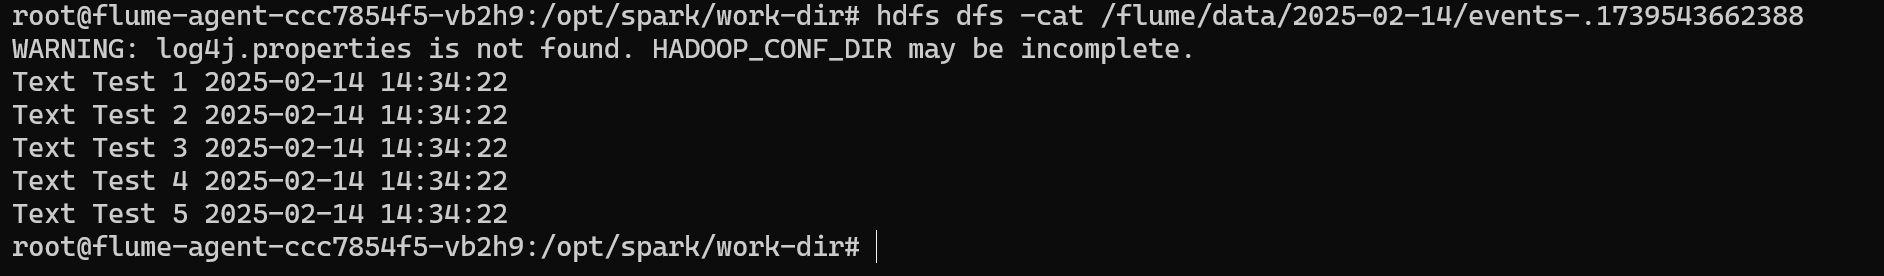 root@flume-agent-ccc7854f5-vb2h9:/opt/spark/work-dir# hdfs dfs -cat /flume/data/2025-02-14/events-.1739543662388
WARNING: log4j.properties is not found. HADOOP_CONF_DIR may be incomplete.
Text Test 1 2025-02-14 14:34:22
Text Test 2 2025-02-14 14:34:22
Text Test 3 2025-02-14 14:34:22
Text Test 4 2025-02-14 14:34:22
Text Test 5 2025-02-14 14:34:22
root@flume-agent-ccc7854f5-vb2h9:/opt/spark/work-dir#